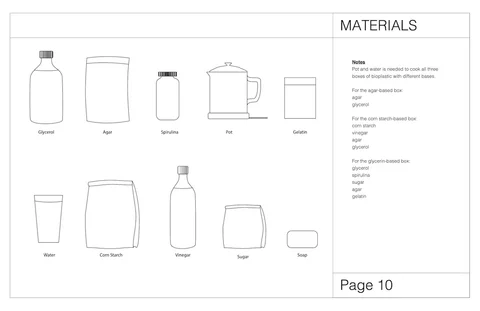 MATERIALS
Notes
Pot and water is needed to cook all three
boxes of bioplastic with different bases.
For the agar-based box:
agar
glycerol
For the corn starch-based box:
corn starch
vinegar
agar
glycerol
For the glycerin-based box:
glycerol
spirulina
sugar
agar
gelatin
Glycerol
Agar
Spirulina
Pot
Gelatin
Water
Corn Starch
Vinegar
Sugar
Soap
Page 10